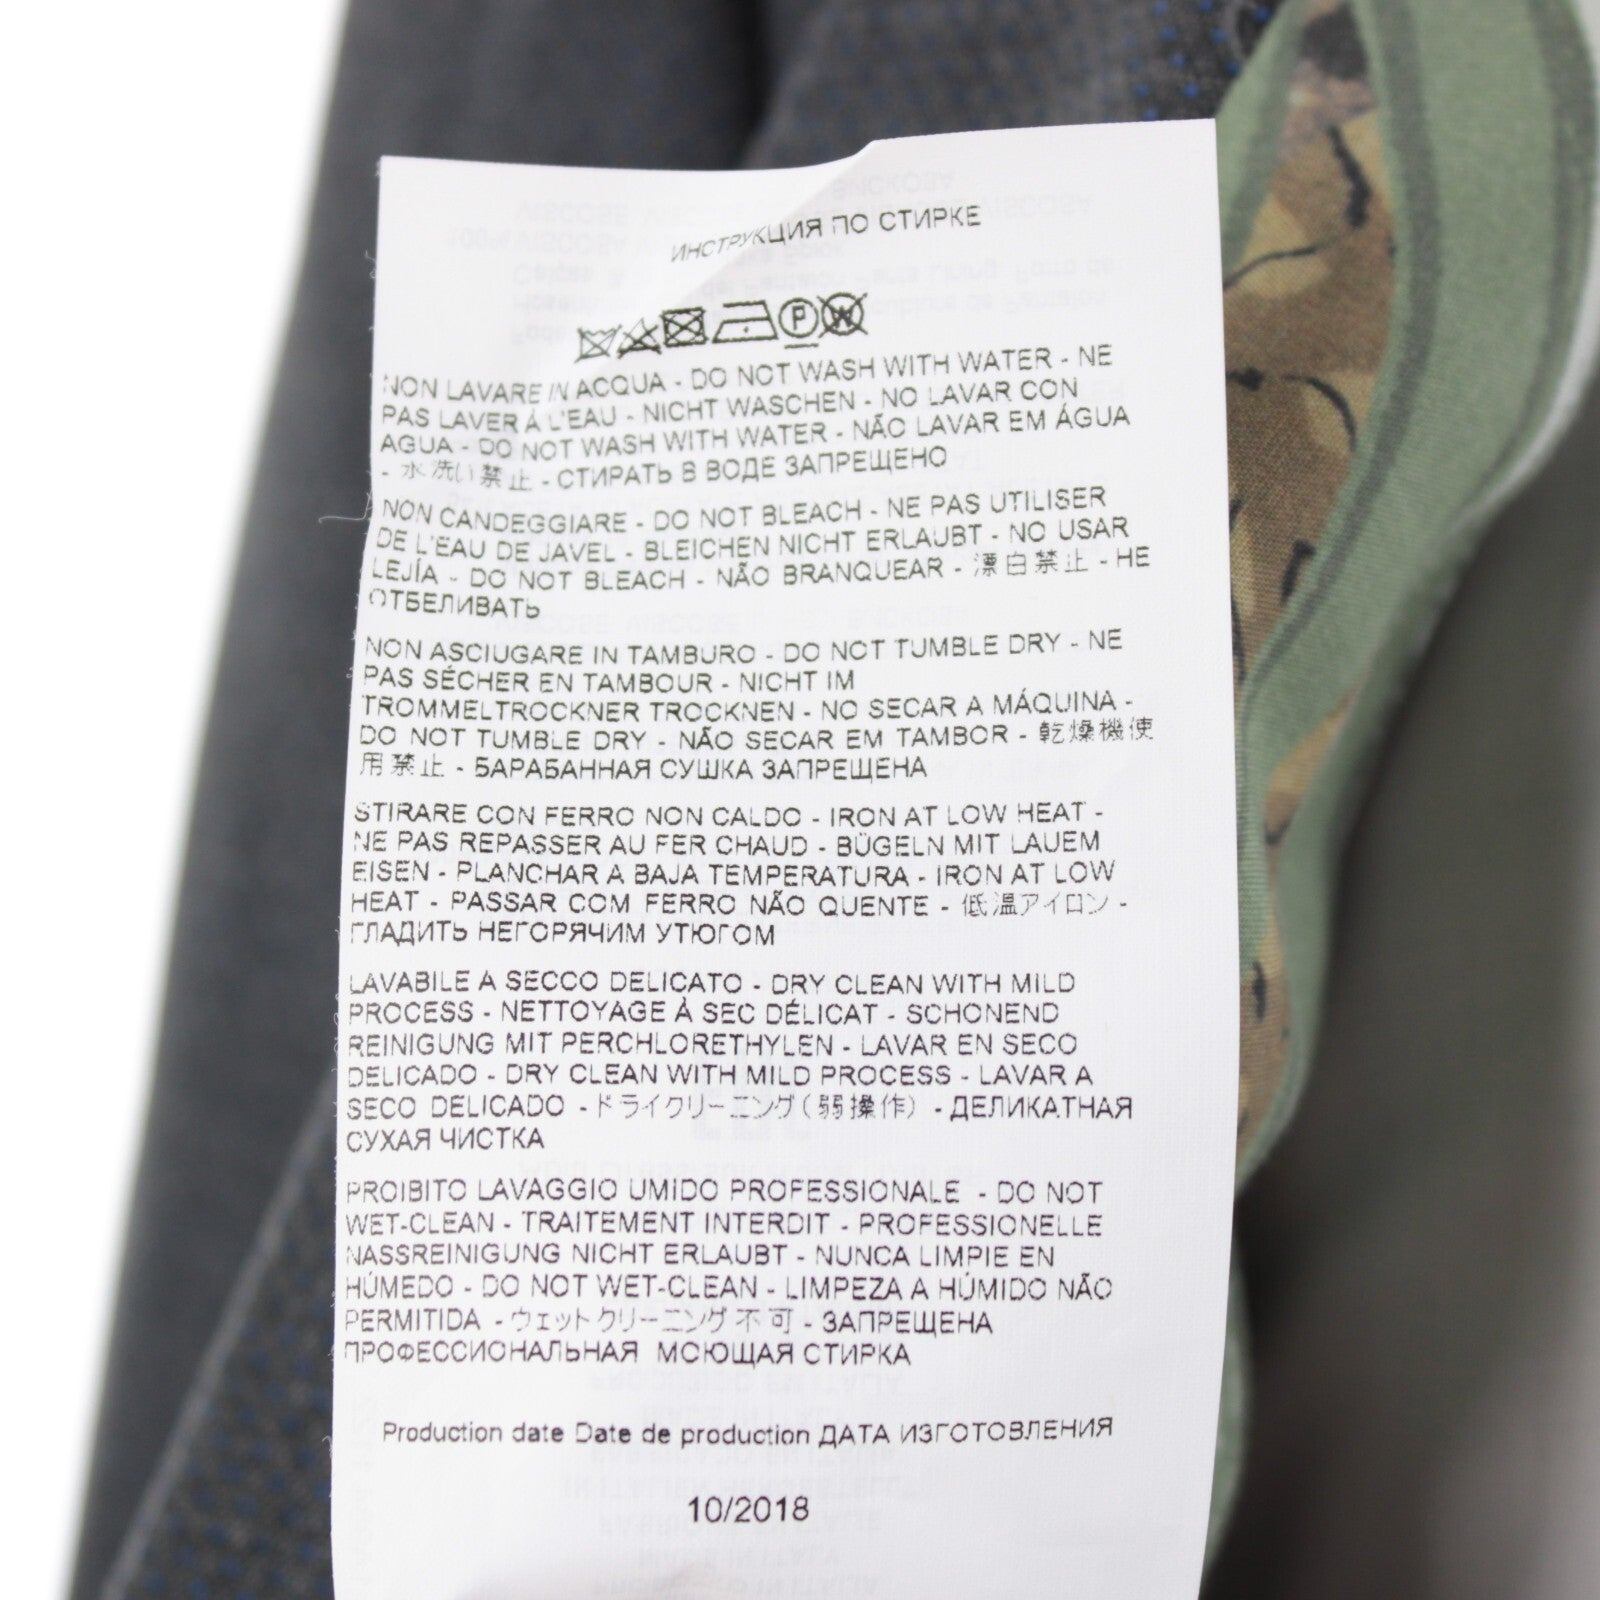 ИНСТРУКЦИЯ ПО СТИРКЕ
P W
NON LAVARE IN ACQUA - DO NOT WASH WITH WATER - NE
PAS LAVER À L'EAU - NICHT WASCHEN - NO LAVAR CON
AGUA - DO NOT WASH WITH WATER - NÃO LAVAR EM ÁGUA
- 水洗い禁止 - СТИРАТЬ В ВОДЕ ЗАПРЕЩЕНО
NON CANDEGGIARE - DO NOT BLEACH - NE PAS UTILISER
DE L'EAU DE JAVEL - BLEICHEN NICHT ERLAUBT - NO USAR
LEJÍA - DO NOT BLEACH - NÃO BRANQUEAR - 漂白禁止 - НЕ
ОТБЕЛИВАТЬ
NON ASCIUGARE IN TAMBURO - DO NOT TUMBLE DRY - NE
PAS SÉCHER EN TAMBOUR - NICHT IM
TROMMELTROCKNER TROCKNEN - NO SECAR A MÁQUINA -
DO NOT TUMBLE DRY - NÃO SECAR EM TAMBOR - 乾燥機使
用禁止 - БАРАБАННАЯ СУШКА ЗАПРЕЩЕНА
STIRARE CON FERRO NON CALDO - IRON AT LOW HEAT -
NE PAS REPASSER AU FER CHAUD - BÜGELN MIT LAUEM
EISEN - PLANCHAR A BAJA TEMPERATURA - IRON AT LOW
HEAT - PASSAR COM FERRO NÃO QUENTE - 低温アイロン -
ГЛАДИТЬ НЕГОРЯЧИМ УТЮГОМ
LAVABILE A SECCO DELICATO - DRY CLEAN WITH MILD
PROCESS - NETTOYAGE À SEC DÉLICAT - SCHONEND
REINIGUNG MIT PERCHLORETHYLEN - LAVAR EN SECO
DELICADO - DRY CLEAN WITH MILD PROCESS - LAVAR A
SECO DELICADO - ドライクリーニング(弱操作) - ДЕЛИКАТНАЯ
СУХАЯ ЧИСТКА
PROIBITO LAVAGGIO UMIDO PROFESSIONALE - DO NOT
WET-CLEAN - TRAITEMENT INTERDIT - PROFESSIONELLE
NASSREINIGUNG NICHT ERLAUBT - NUNCA LIMPIE EN
HÚMEDO - DO NOT WET-CLEAN - LIMPEZA A HÚMIDO NÃO
PERMITIDA - ウェットクリーニング不可 - ЗАПРЕЩЕНА
ПРОФЕССИОНАЛЬНАЯ МОЮЩАЯ СТИРКА
Production date Date de production ДАТА ИЗГОТОВЛЕНИЯ
10/2018